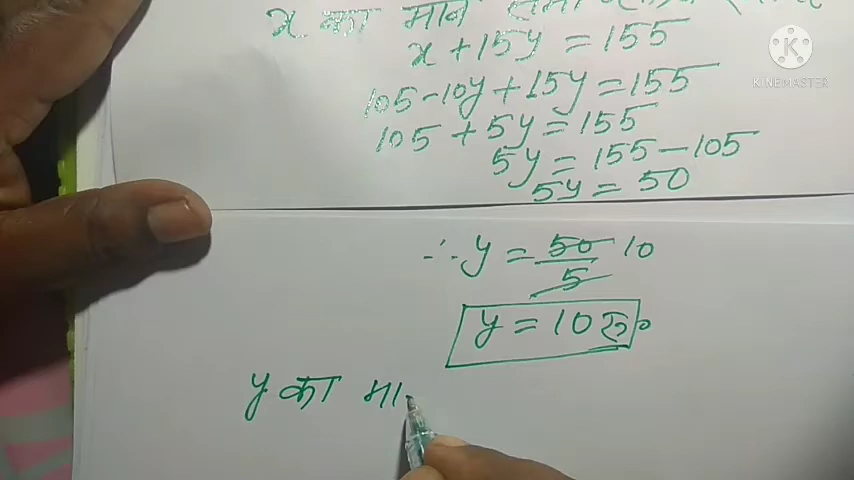 x का मान
x + 15y = 155
KINEMASTER
105 - 10y + 15y = 155
105 + 5y = 155
5y = 155 - 105
5y = 50
∴ y = 50/5 10
y = 10 रु०
y का मा